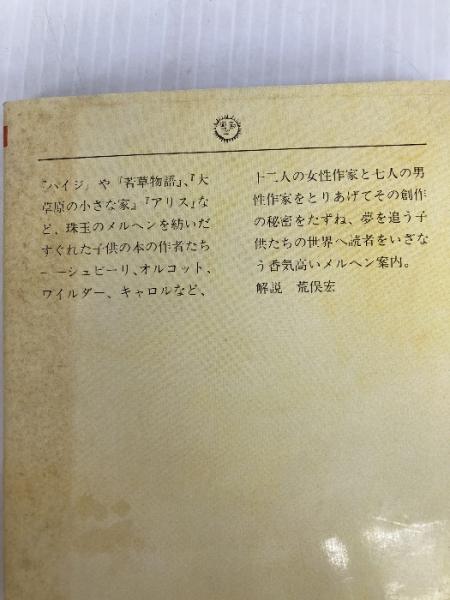 『ハイジ』や『若草物語』、『大
草原の小さな家』『アリス』な
ど、珠玉のメルヘンを紡いだ
すぐれた子供の本の作者たち
――シュピーリ、オルコット、
ワイルダー、キャロルなど、
十二人の女性作家と七人の男
性作家をとりあげてその創作
の秘密をたずね、夢を追う子
供たちの世界へ読者をいざな
う香気高いメルヘン案内。
解説　荒俣宏